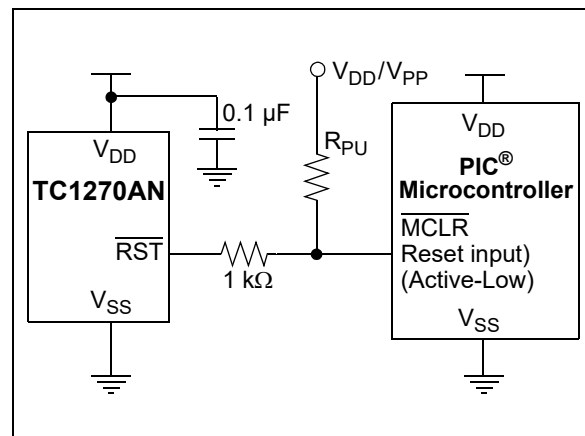 V_DD/V_PP
0.1 µF
V_DD
TC1270AN
RST
V_SS
1 kΩ
R_PU
V_DD
PIC®
Microcontroller
MCLR
Reset input)
(Active-Low)
V_SS